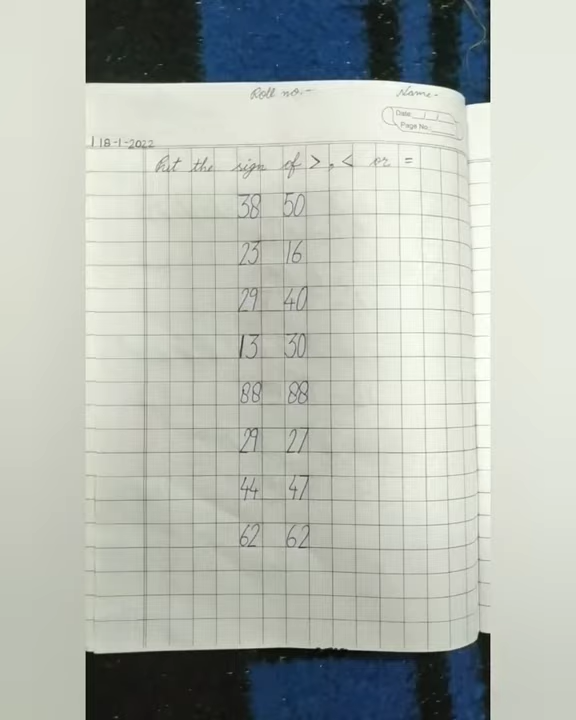 Roll no.- Name-
Date: / /
Page No:
18-1-2022
Put the sign of >, < or =
38 50
23 16
29 40
13 30
88 88
29 27
44 47
62 62